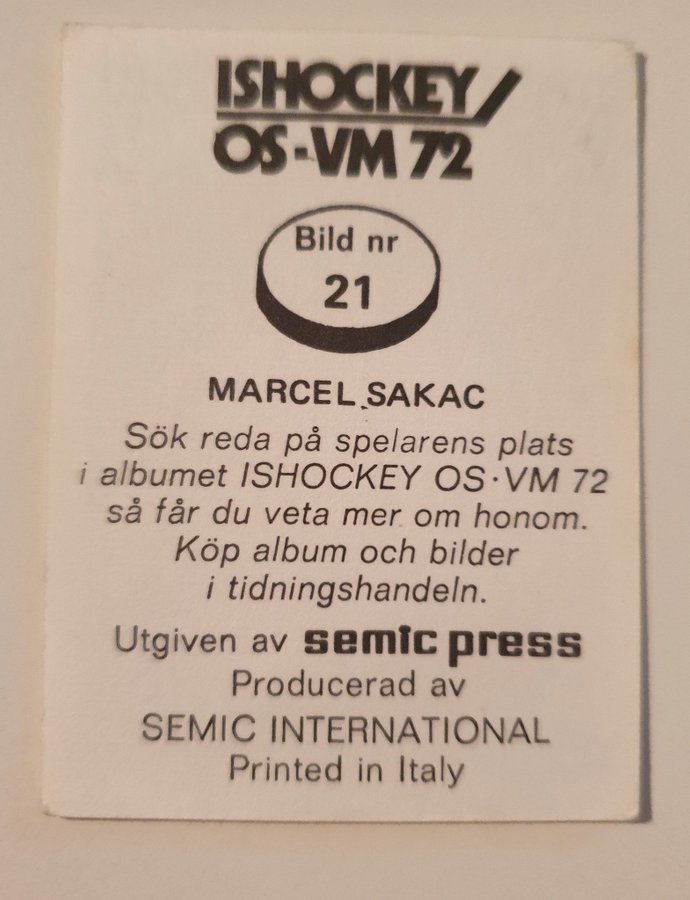 ISHOCKEY
OS-VM 72
Bild nr
21
MARCEL SAKAC
Sök reda på spelarens plats
i albumet ISHOCKEY OS·VM 72
så får du veta mer om honom.
Köp album och bilder
i tidningshandeln.
Utgiven av semic press
Producerad av
SEMIC INTERNATIONAL
Printed in Italy